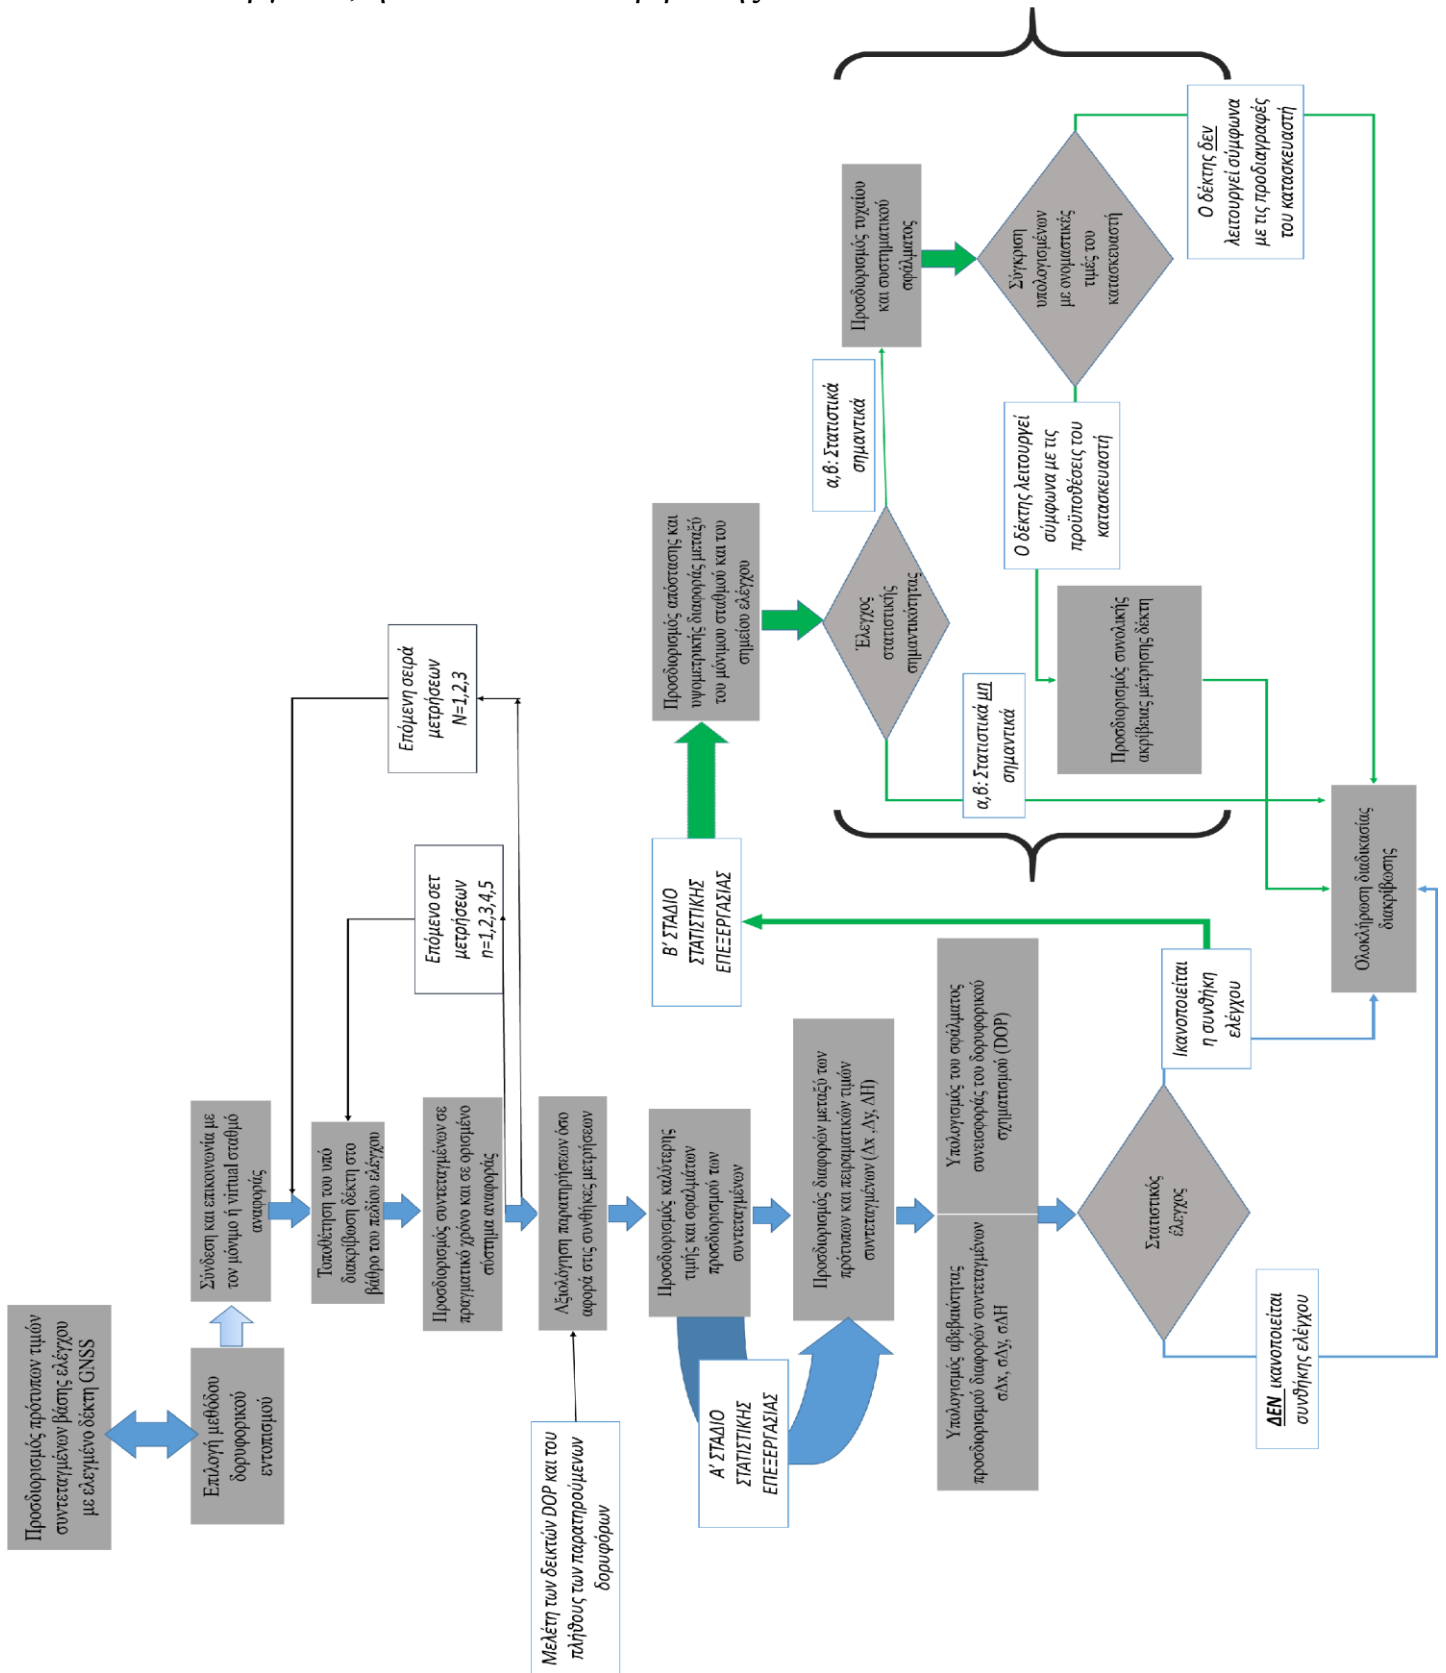 Προσδιορισμός πρότυπων τιμών
συντεταγμένων βάσης ελέγχου
με ελεγμένο δέκτη GNSS
Επιλογή μεθόδου
δορυφορικού
εντοπισμού
Σύνδεση και επικοινωνία με
τον μόνιμο ή virtual σταθμό
αναφοράς
Τοποθέτηση του υπό
διακρίβωση δέκτη στο
βάθρο του πεδίου ελέγχου
Προσδιορισμός συντεταγμένων σε
πραγματικό χρόνο και σε ορισμένο
σύστημα αναφοράς
Επόμενο σετ
μετρήσεων
n=1,2,3,4,5
Επόμενη σειρά
μετρήσεων
N=1,2,3
Μελέτη των δεικτών DOP και του
πλήθους των παρατηρούμενων
δορυφόρων
Αξιολόγηση παρατηρήσεων όσο
αφορά στις συνθήκες μετρήσεων
Προσδιορισμός καλύτερης
τιμής και σφαλμάτων
προσδιορισμού των
συντεταγμένων
Α’ ΣΤΑΔΙΟ
ΣΤΑΤΙΣΤΙΚΗΣ
ΕΠΕΞΕΡΓΑΣΙΑΣ
Προσδιορισμός διαφορών μεταξύ των
πρότυπων και πειραματικών τιμών
συντεταγμένων (Δx ,Δy, ΔH)
Υπολογισμός αβεβαιότητας
προσδιορισμού διαφορών συντεταγμένων
σΔx, σΔy, σΔH
Υπολογισμός του σφάλματος
συνεισφοράς του δορυφορικού
σχηματισμού (DOP)
Στατιστικός
έλεγχος
ΔΕΝ ικανοποιείται
συνθήκης ελέγχου
Ικανοποιείται
η συνθήκη
ελέγχου
Β’ ΣΤΑΔΙΟ
ΣΤΑΤΙΣΤΙΚΗΣ
ΕΠΕΞΕΡΓΑΣΙΑΣ
Προσδιορισμός απόστασης και
υψομετρικής διαφοράς μεταξύ
του μόνιμου σταθμού και του
σημείου ελέγχου
Έλεγχος
στατιστικής
σημαντικότητας
α,β: Στατιστικά μη
σημαντικά
α,β: Στατιστικά
σημαντικά
Προσδιορισμός τυχαίου
και συστηματικού
σφάλματος
Σύγκριση
υπολογισμένων
με ονομαστικές
τιμές του
κατασκευαστή
Ο δέκτης λειτουργεί
σύμφωνα με τις
προϋποθέσεις του
κατασκευαστή
Ο δέκτης δεν
λειτουργεί σύμφωνα
με τις προδιαγραφές
του κατασκευαστή
Προσδιορισμός συνολικής
ακρίβειας μέτρησης δέκτη
Ολοκλήρωση διαδικασίας
διακρίβωσης